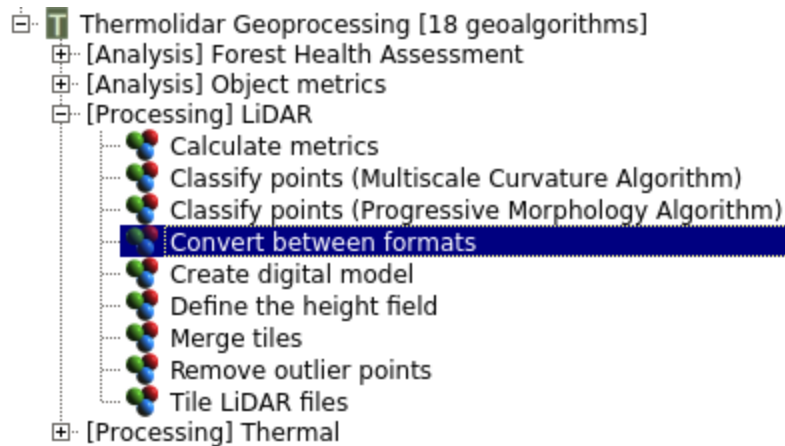 T Thermolidar Geoprocessing [18 geoalgorithms]
[Analysis] Forest Health Assessment
[Analysis] Object metrics
[Processing] LiDAR
Calculate metrics
Classify points (Multiscale Curvature Algorithm)
Classify points (Progressive Morphology Algorithm)
Convert between formats
Create digital model
Define the height field
Merge tiles
Remove outlier points
Tile LiDAR files
[Processing] Thermal